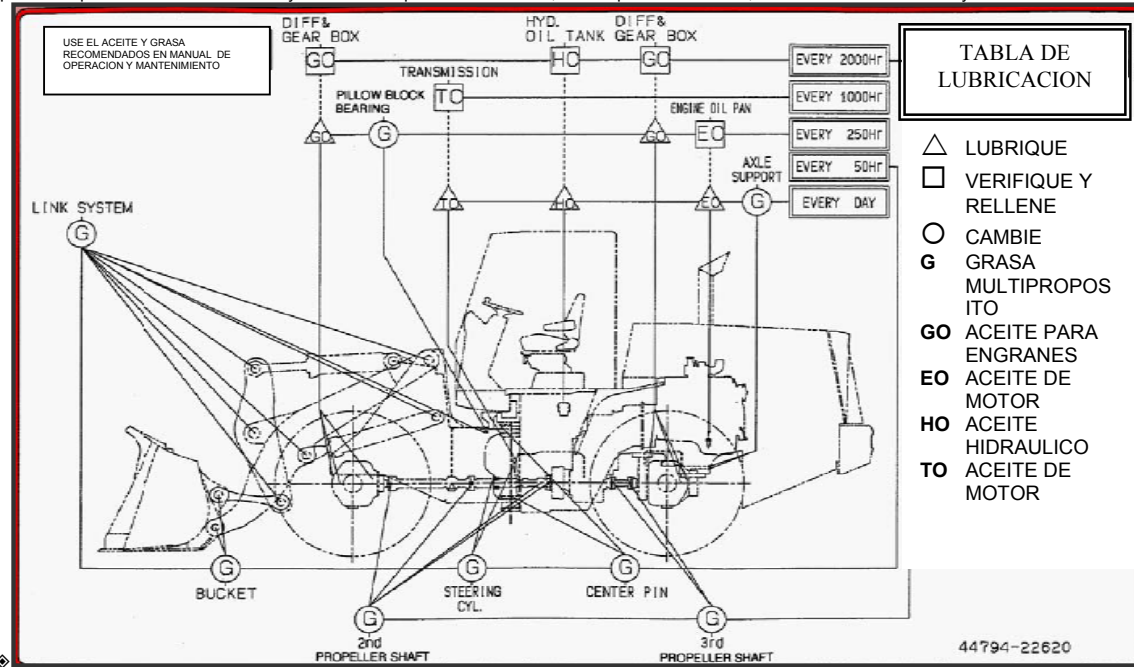 DIFF&
GEAR BOX
HYD.
OIL TANK
DIFF&
GEAR BOX
USE EL ACEITE Y GRASA
RECOMENDADOS EN MANUAL DE
OPERACION Y MANTENIMIENTO
TABLA DE
LUBRICACION
GO
HO
GO
EVERY 2000Hr
TRANSMISSION
TO
EVERY 1000Hr
PILLOW BLOCK
BEARING
ENGINE OIL PAN
GO
G
GO
EO
EVERY 250Hr
AXLE
SUPPORT
EVERY 50Hr
TO
HO
EO
G
EVERY DAY
LINK SYSTEM
G
LUBRIQUE
VERIFIQUE Y
RELLENE
CAMBIE
G GRASA
MULTIPROPOS
ITO
GO ACEITE PARA
ENGRANES
EO ACEITE DE
MOTOR
HO ACEITE
HIDRAULICO
TO ACEITE DE
MOTOR
G
BUCKET
G
STEERING
CYL.
G
CENTER PIN
G
2nd
PROPELLER SHAFT
G
3rd
PROPELLER SHAFT
44794-22620